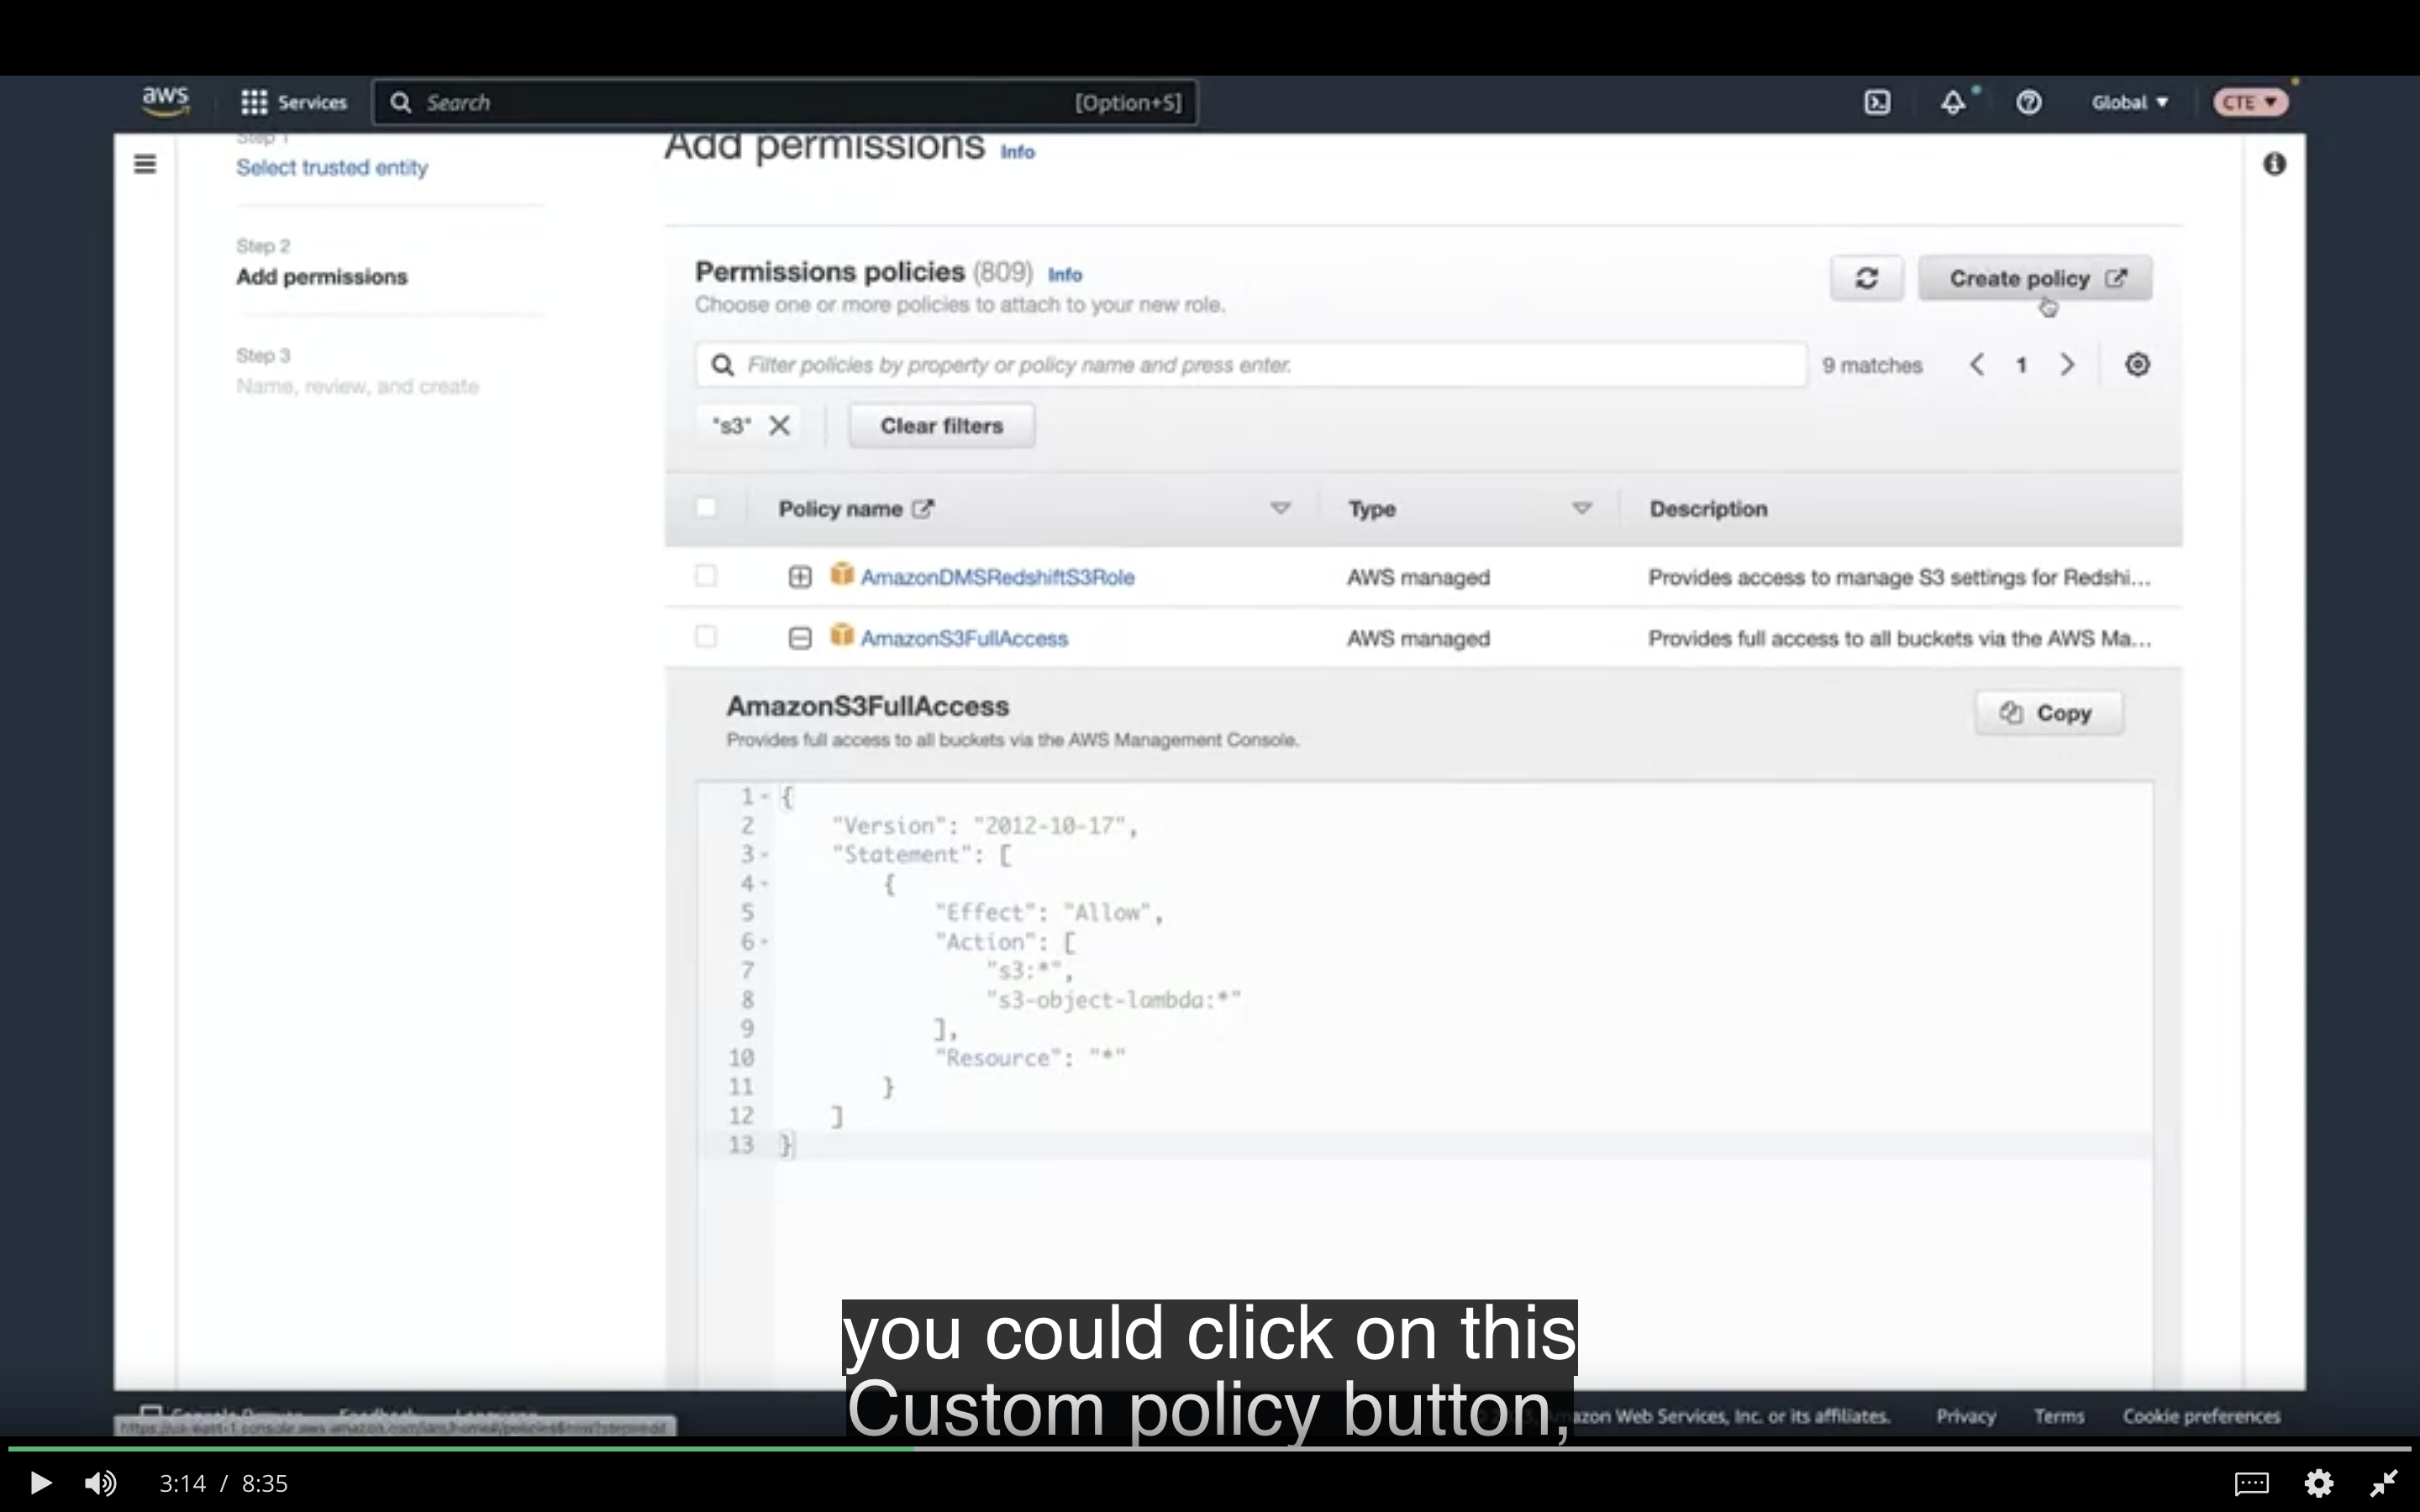 aws
Services
Search
[Option+S]
Global
CTE
Step 1
Select trusted entity
Step 2
Add permissions
Step 3
Name, review, and create
Add permissions Info
Permissions policies (809) Info
Choose one or more policies to attach to your new role.
Create policy
Filter policies by property or policy name and press enter.
9 matches
1
"s3"
Clear filters
Policy name
Type
Description
AmazonDMSRedshiftS3Role
AWS managed
Provides access to manage S3 settings for Redshi...
AmazonS3FullAccess
AWS managed
Provides full access to all buckets via the AWS Ma...
AmazonS3FullAccess
Provides full access to all buckets via the AWS Management Console.
Copy
1 {
2 "Version": "2012-10-17",
3 "Statement": [
4 {
5 "Effect": "Allow",
6 "Action": [
7 "s3:*",
8 "s3-object-lambda:*"
9 ],
10 "Resource": "*"
11 }
12 ]
13 }
you could click on this
Custom policy button,
azon Web Services, Inc. or its affiliates.
Privacy
Terms
Cookie preferences
3:14 / 8:35